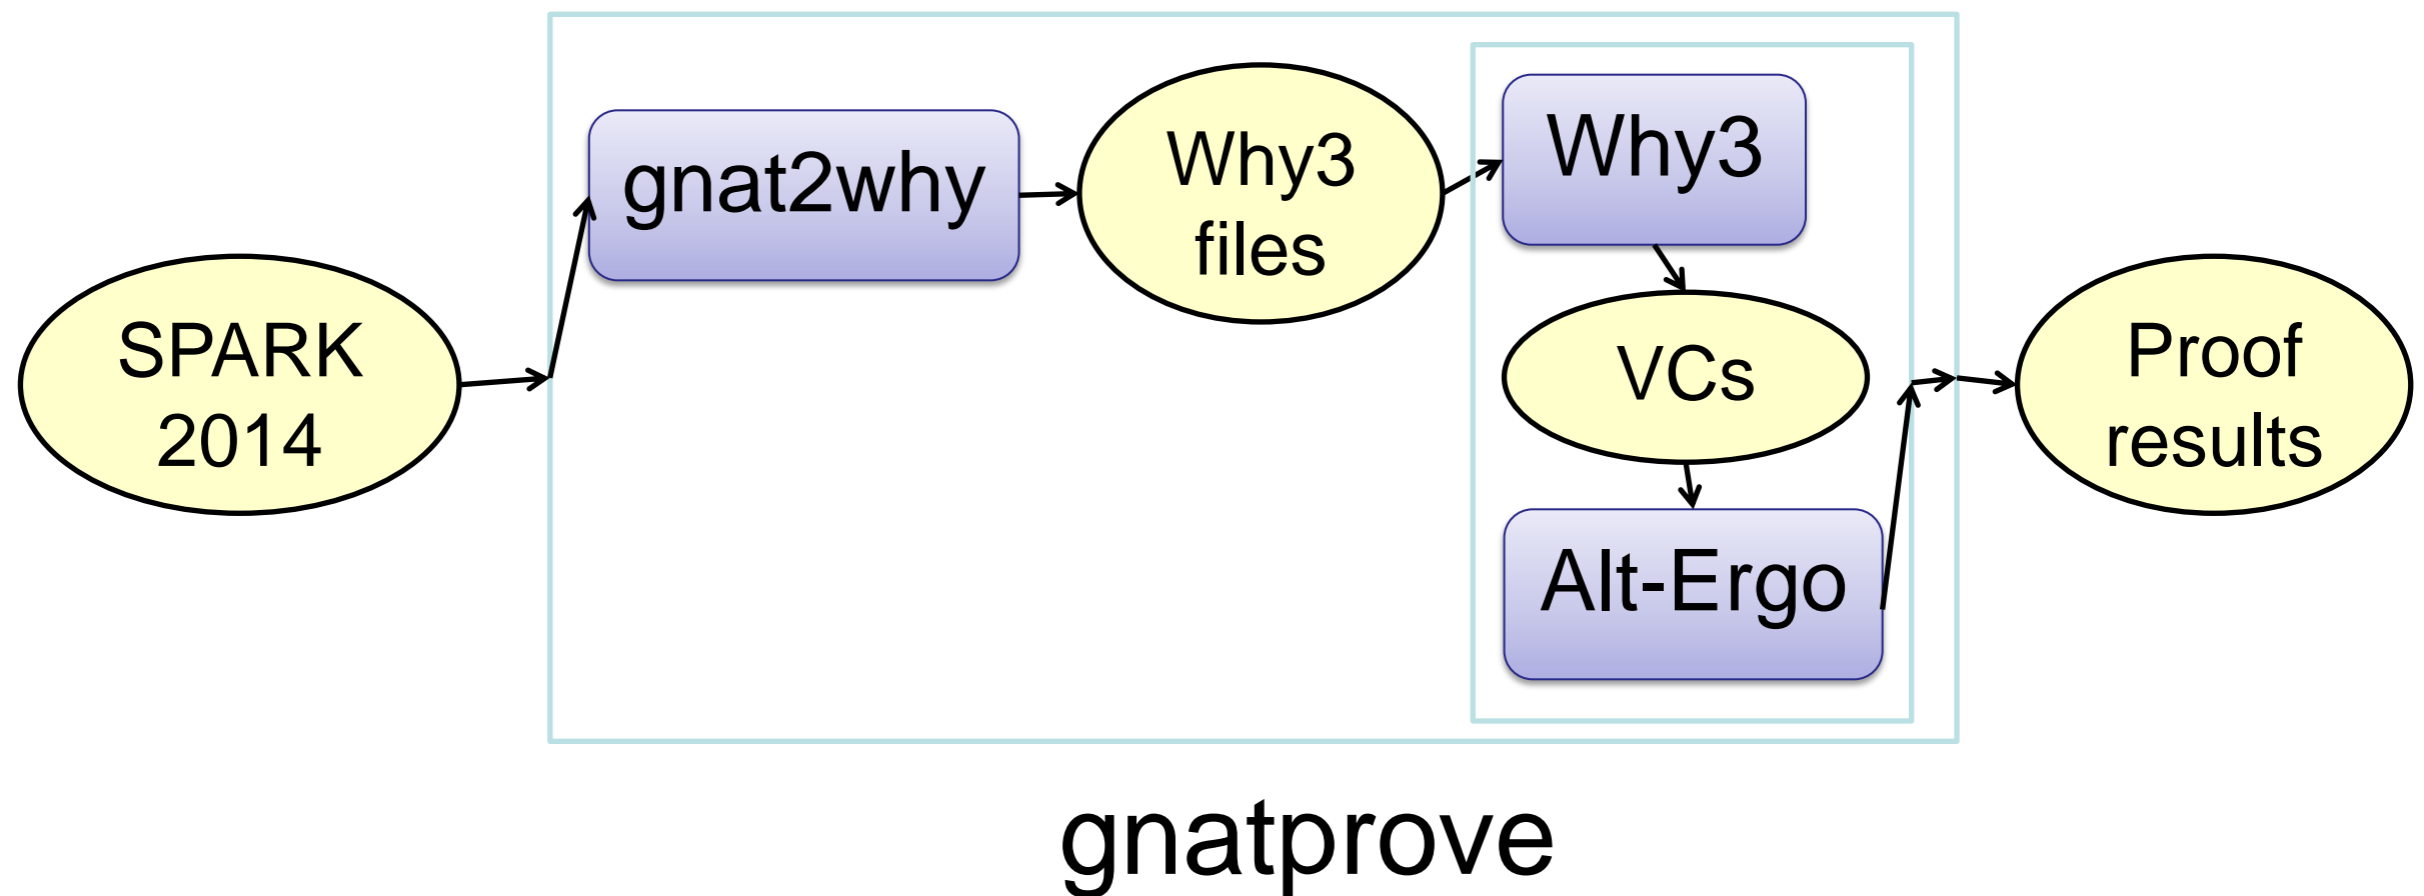 SPARK
2014
gnat2why
Why3
files
Why3
VCs
Alt-Ergo
Proof
results
gnatprove